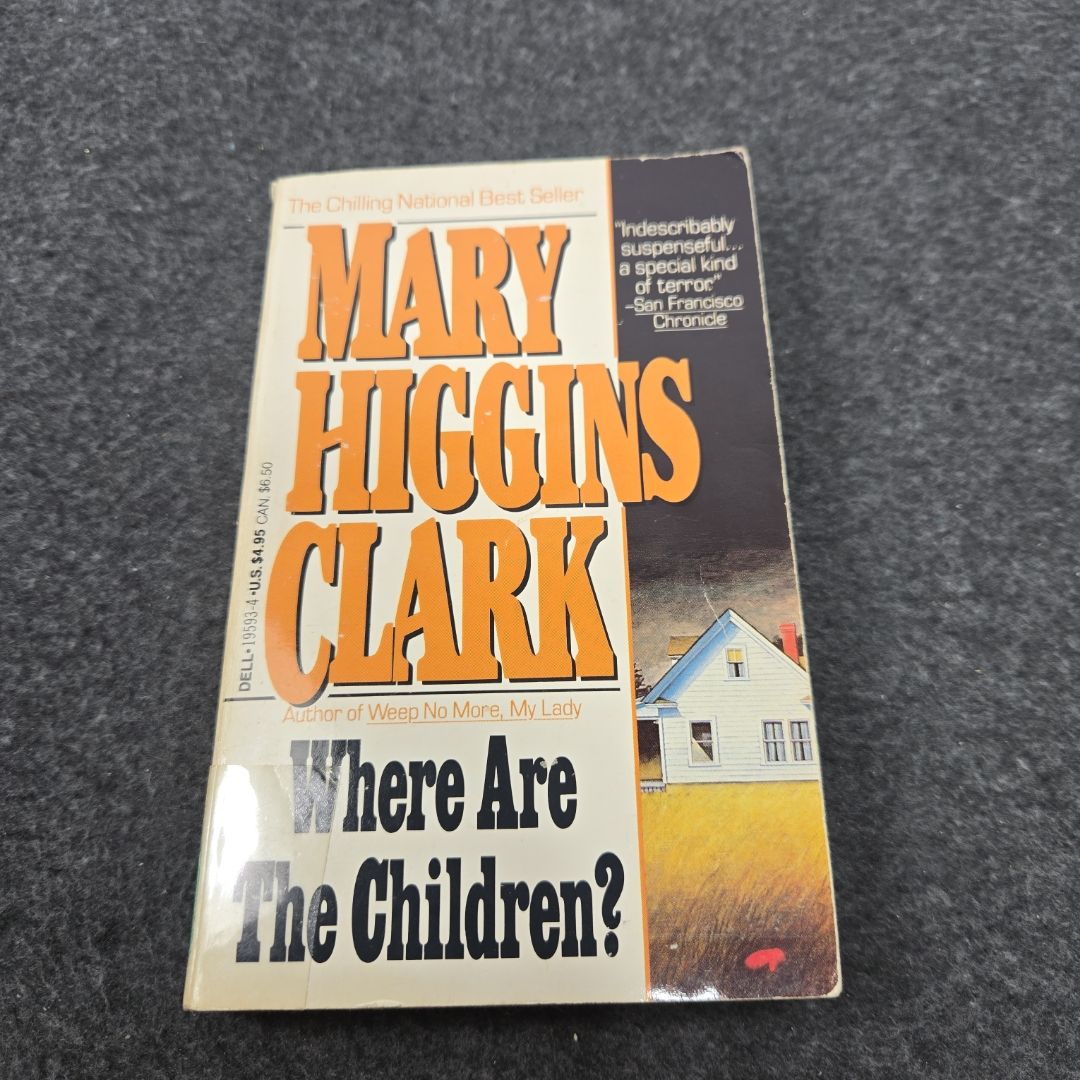 The Chilling National Best Seller
MARY
HIGGINS
CLARK
"Indescribably
suspenseful...
a special kind
of terror."
–San Francisco
Chronicle
DELL • 19593-4 • U.S. $4.95 CAN. $6.50
Author of Weep No More, My Lady
Where Are
The Children?